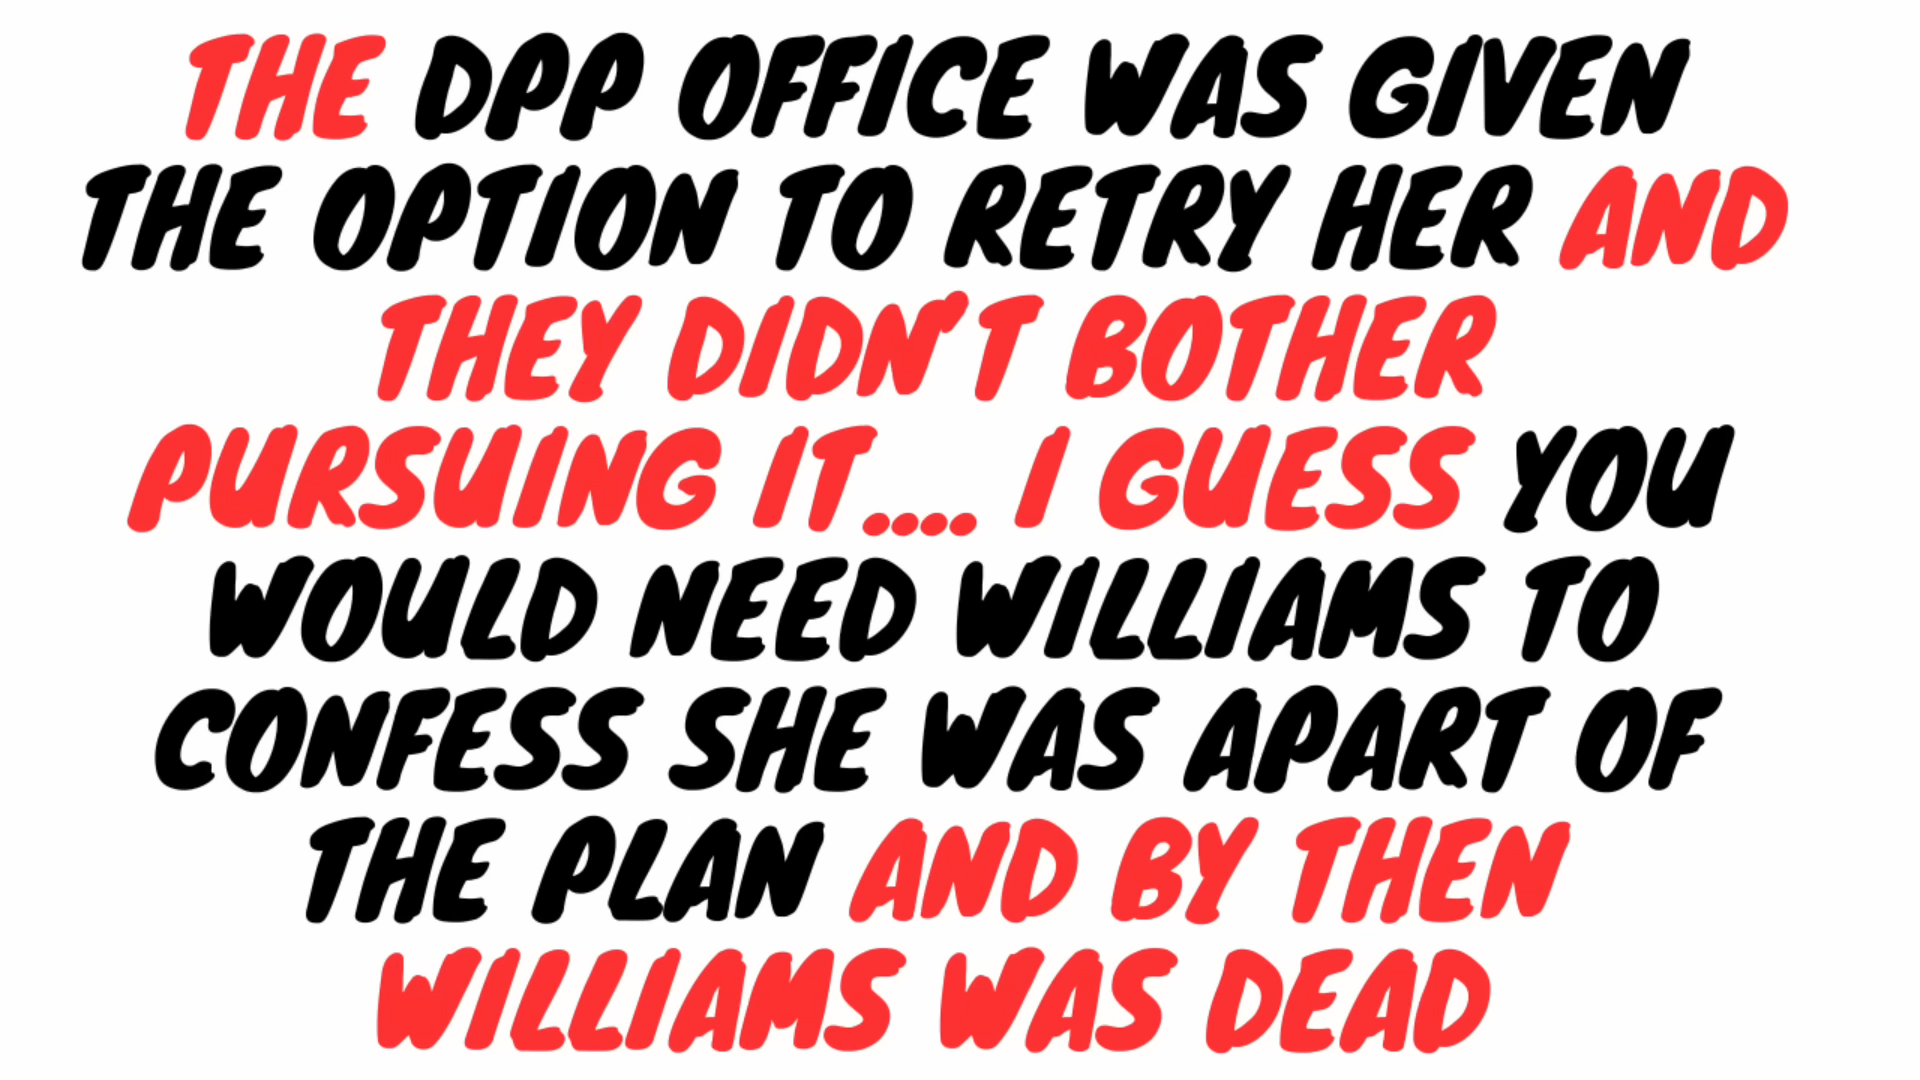 THE DPP OFFICE WAS GIVEN
THE OPTION TO RETRY HER AND
THEY DIDN'T BOTHER
PURSUING IT.... I GUESS YOU
WOULD NEED WILLIAMS TO
CONFESS SHE WAS APART OF
THE PLAN AND BY THEN
WILLIAMS WAS DEAD